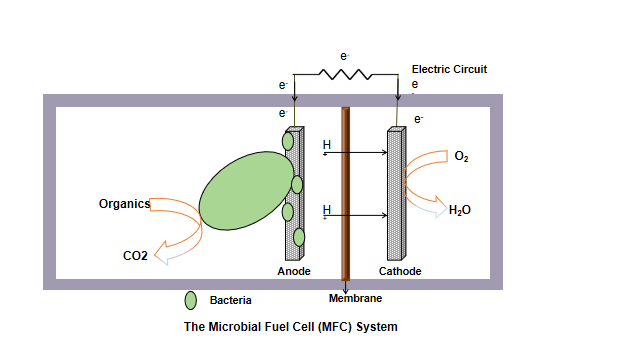 e-
Electric Circuit
e-
e
-
e-
e-
H
+
O2
H
+
Organics
H2O
CO2
Anode
Cathode
Bacteria
Membrane
The Microbial Fuel Cell (MFC) System